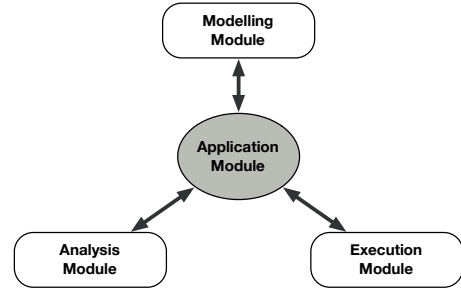 Modelling
Module
Application
Module
Analysis
Module
Execution
Module